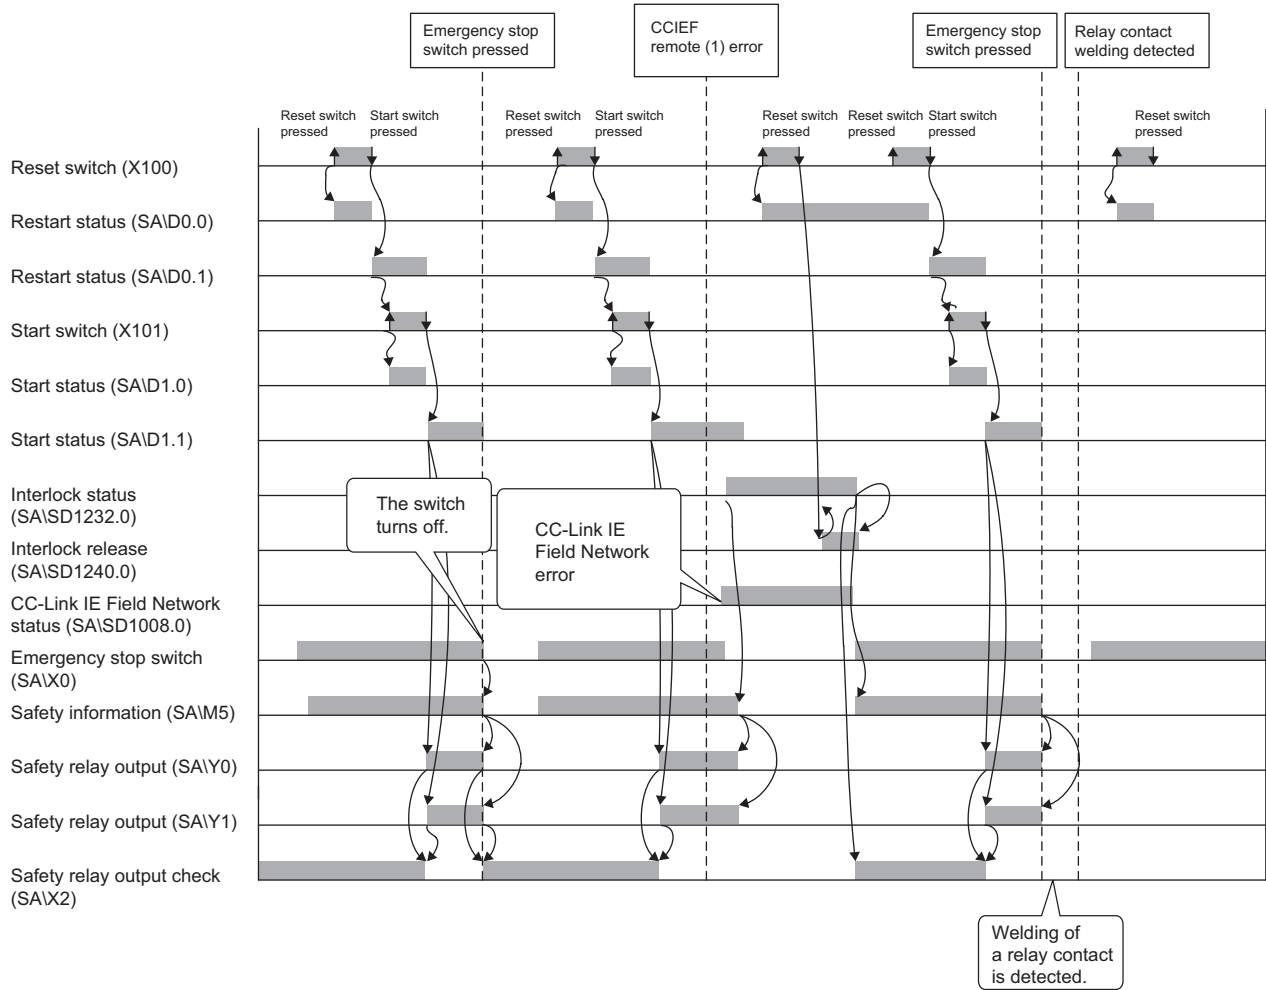 Emergency stop
switch pressed
CCIEF
remote (1) error
Emergency stop
switch pressed
Relay contact
welding detected
Reset switch
pressed
Start switch
pressed
Reset switch
pressed
Start switch
pressed
Reset switch
pressed
Reset switch
pressed
Start switch
pressed
Reset switch
pressed
Reset switch (X100)
Restart status (SA\D0.0)
Restart status (SA\D0.1)
Start switch (X101)
Start status (SA\D1.0)
Start status (SA\D1.1)
Interlock status
(SA\SD1232.0)
The switch
turns off.
CC-Link IE
Field Network
error
Interlock release
(SA\SD1240.0)
CC-Link IE Field Network
status (SA\SD1008.0)
Emergency stop switch
(SA\X0)
Safety information (SA\M5)
Safety relay output (SA\Y0)
Safety relay output (SA\Y1)
Safety relay output check
(SA\X2)
Welding of
a relay contact
is detected.